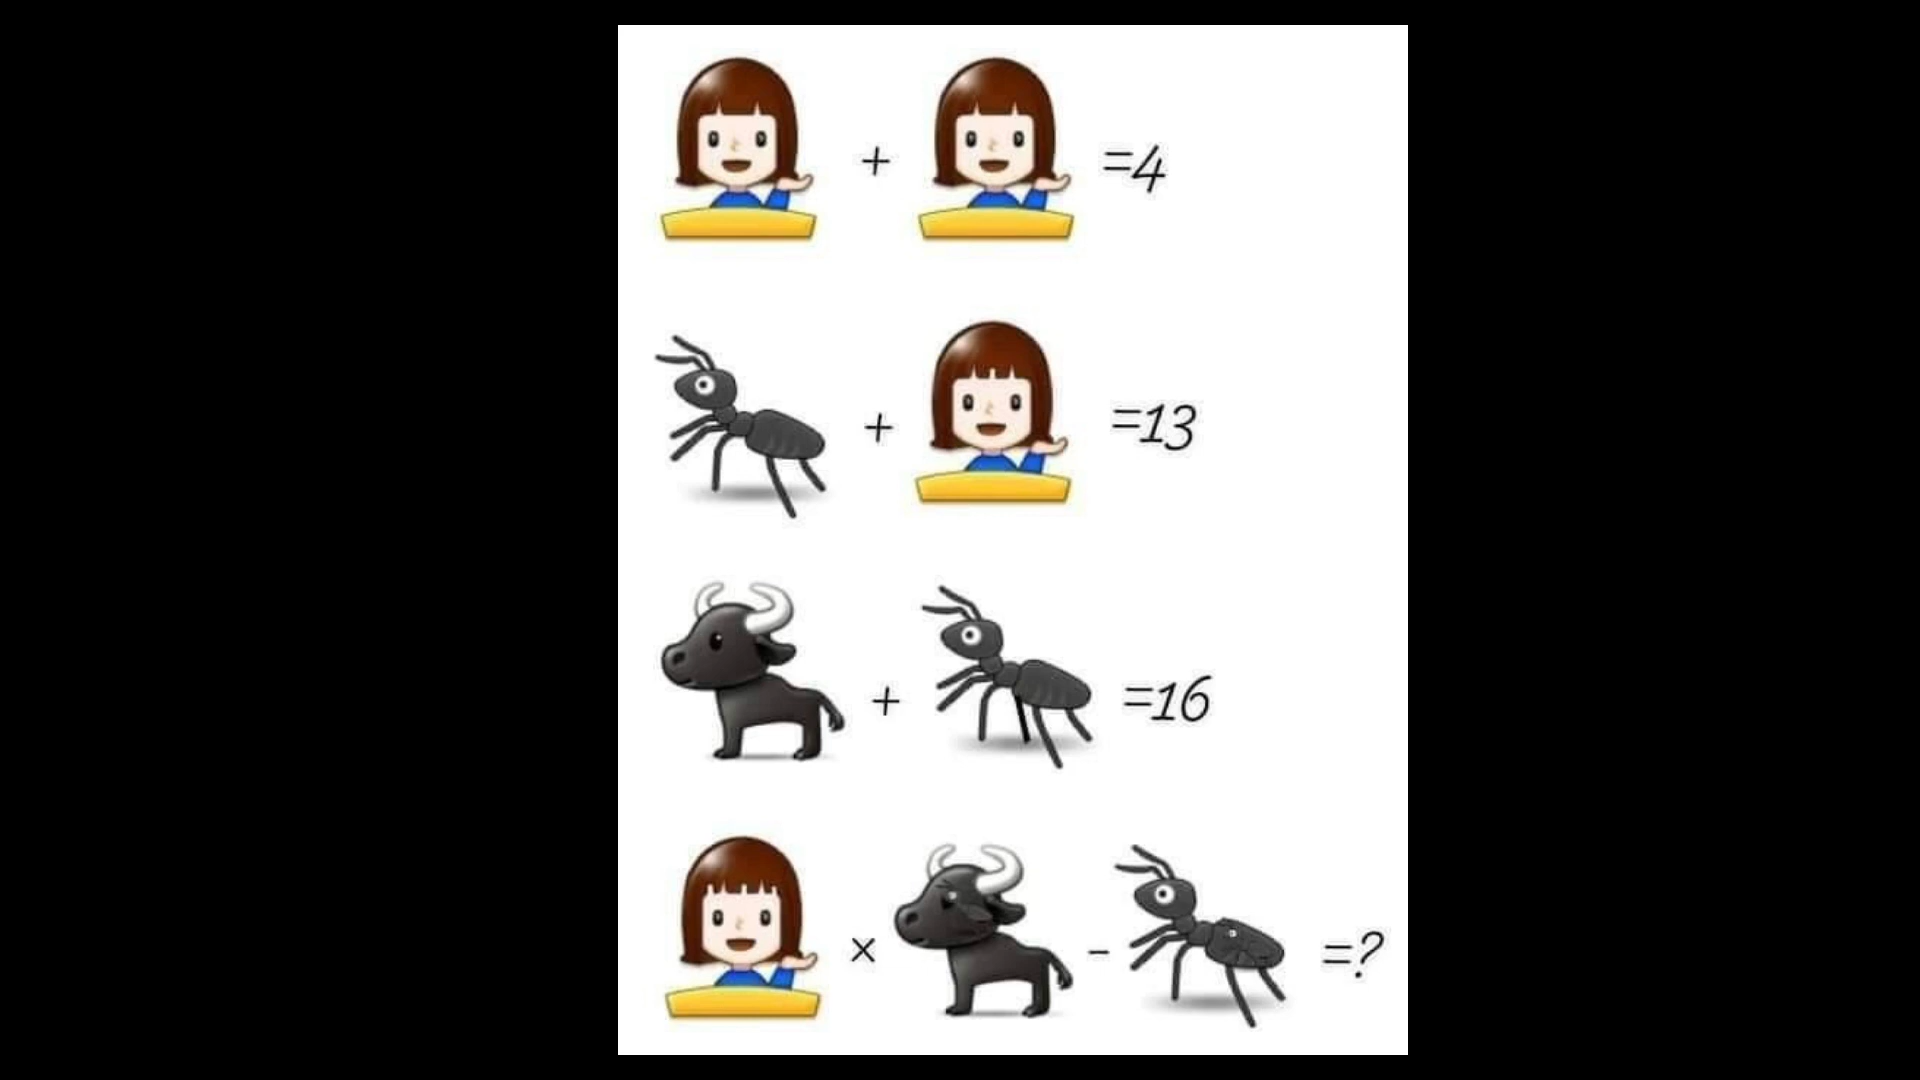 + =4
+ =13
+ =16
× - =?